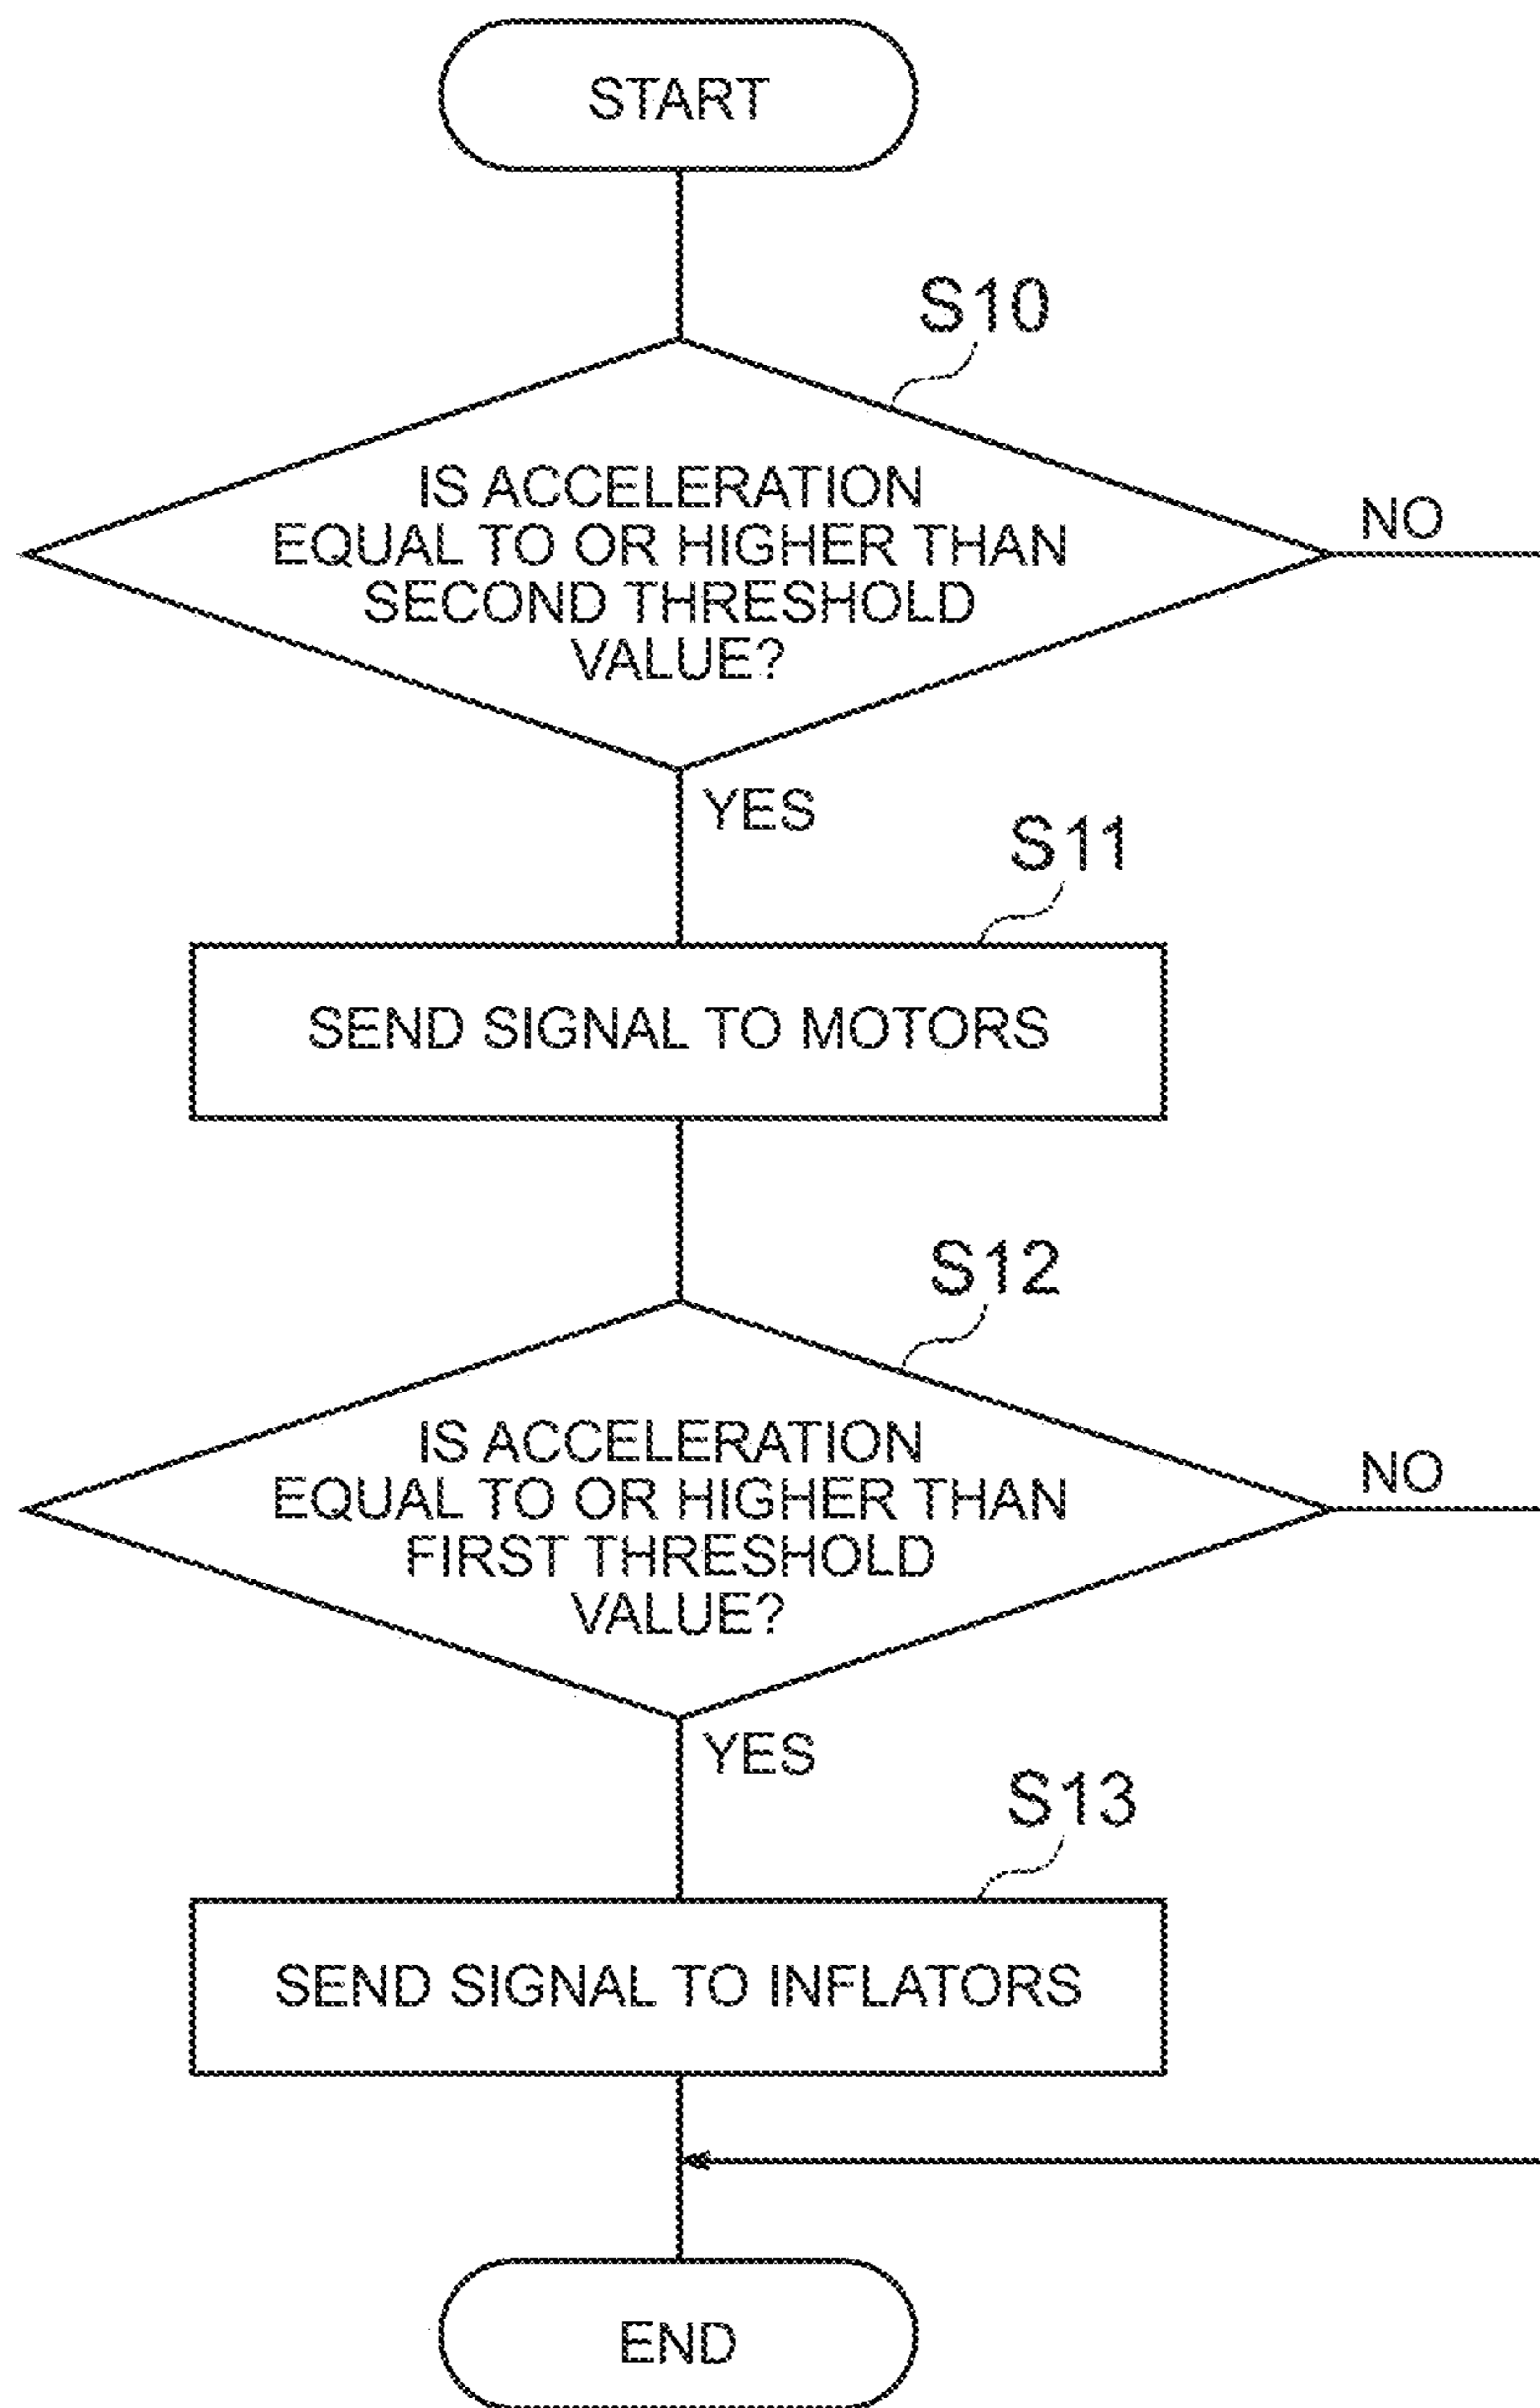 START
S10
IS ACCELERATION
EQUAL TO OR HIGHER THAN
SECOND THRESHOLD
VALUE?
NO
YES
S11
SEND SIGNAL TO MOTORS
S12
IS ACCELERATION
EQUAL TO OR HIGHER THAN
FIRST THRESHOLD
VALUE?
NO
YES
S13
SEND SIGNAL TO INFLATORS
END